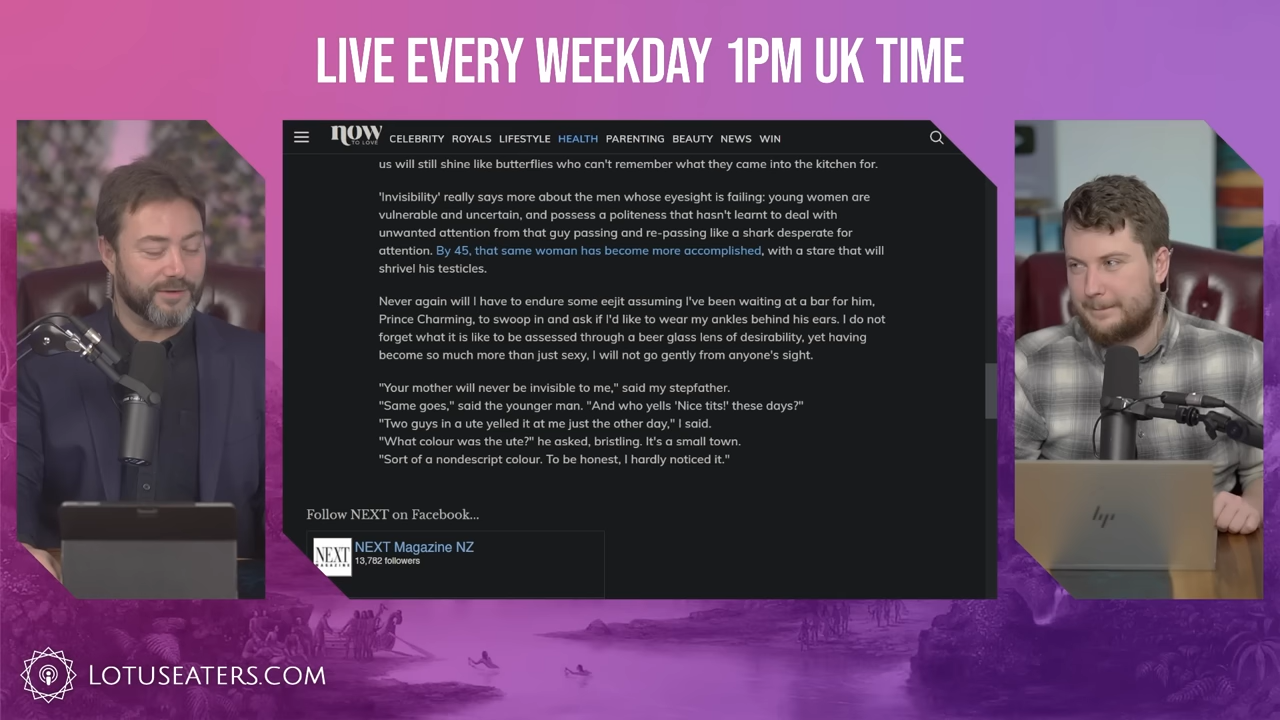 LIVE EVERY WEEKDAY 1PM UK TIME
now
TO LOVE
CELEBRITY ROYALS LIFESTYLE HEALTH PARENTING BEAUTY NEWS WIN
us will still shine like butterflies who can't remember what they came into the kitchen for.
'Invisibility' really says more about the men whose eyesight is failing: young women are
vulnerable and uncertain, and possess a politeness that hasn't learnt to deal with
unwanted attention from that guy passing and re-passing like a shark desperate for
attention. By 45, that same woman has become more accomplished, with a stare that will
shrivel his testicles.
Never again will I have to endure some eejit assuming I've been waiting at a bar for him,
Prince Charming, to swoop in and ask if I'd like to wear my ankles behind his ears. I do not
forget what it is like to be assessed through a beer glass lens of desirability, yet having
become so much more than just sexy, I will not go gently from anyone's sight.
"Your mother will never be invisible to me," said my stepfather.
"Same goes," said the younger man. "And who yells 'Nice tits!' these days?"
"Two guys in a ute yelled it at me just the other day," I said.
"What colour was the ute?" he asked, bristling. It's a small town.
"Sort of a nondescript colour. To be honest, I hardly noticed it."
Follow NEXT on Facebook...
NEXT
MAGAZINE
NEXT Magazine NZ
13,782 followers
hp
LOTUSEATERS.COM